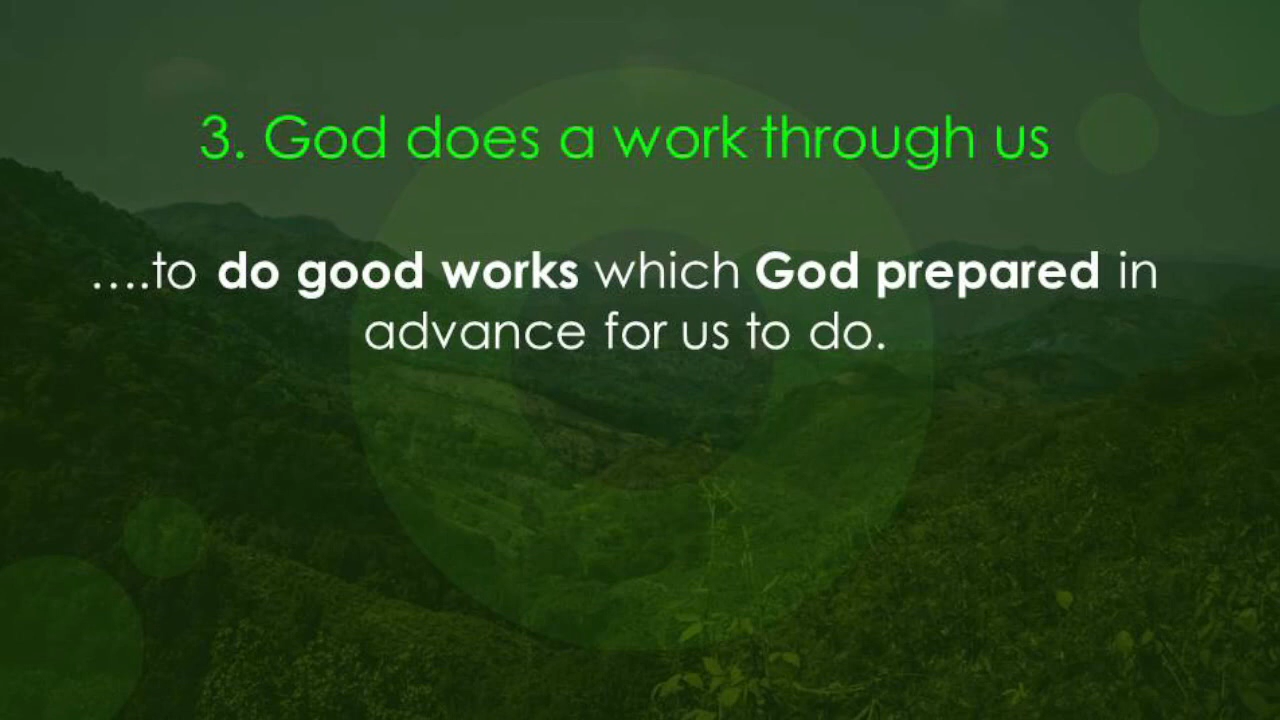 3. God does a work through us
....to do good works which God prepared in
advance for us to do.